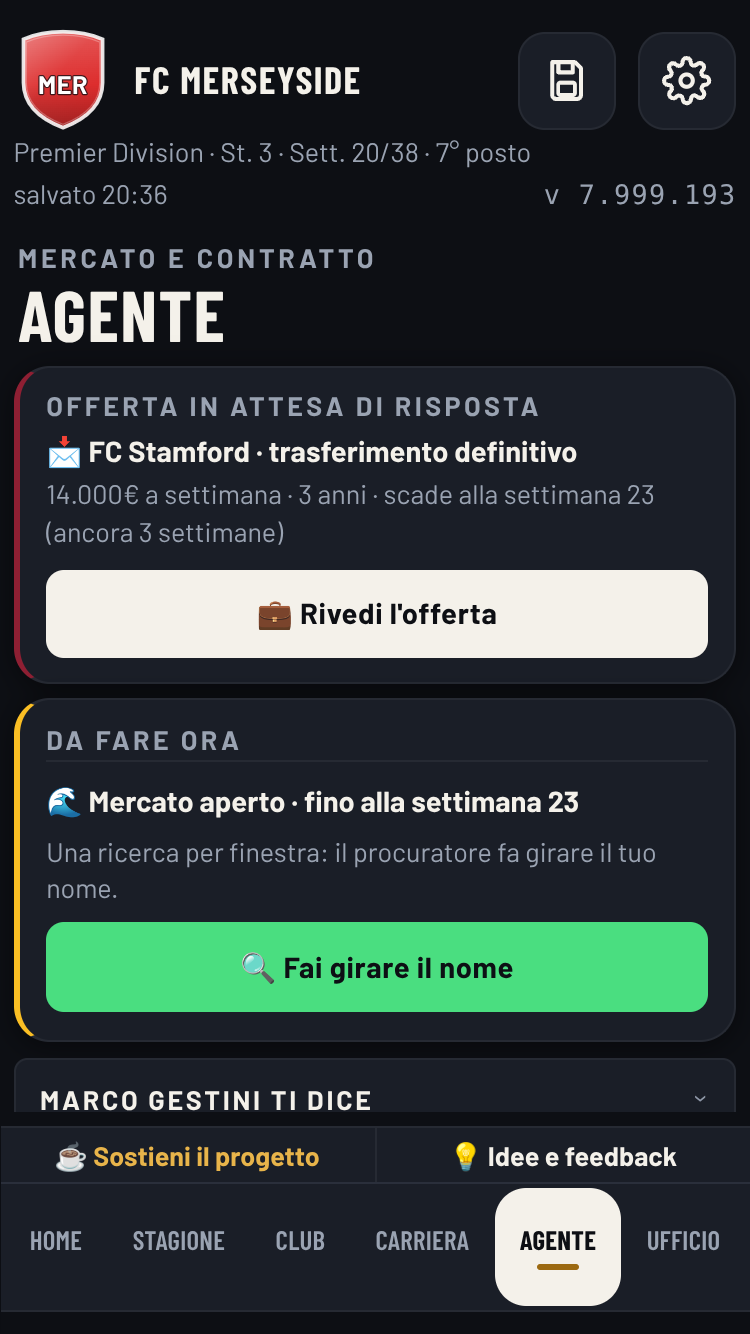 MER
FC MERSEYSIDE
Premier Division · St. 3 · Sett. 20/38 · 7° posto
salvato 20:36
v 7.999.193
MERCATO E CONTRATTO
AGENTE
OFFERTA IN ATTESA DI RISPOSTA
📩 FC Stamford · trasferimento definitivo
14.000€ a settimana · 3 anni · scade alla settimana 23
(ancora 3 settimane)
💼 Rivedi l'offerta
DA FARE ORA
🌊 Mercato aperto · fino alla settimana 23
Una ricerca per finestra: il procuratore fa girare il tuo
nome.
🔍 Fai girare il nome
MARCO GESTINI TI DICE
☕ Sostieni il progetto
💡 Idee e feedback
HOME
STAGIONE
CLUB
CARRIERA
AGENTE
UFFICIO